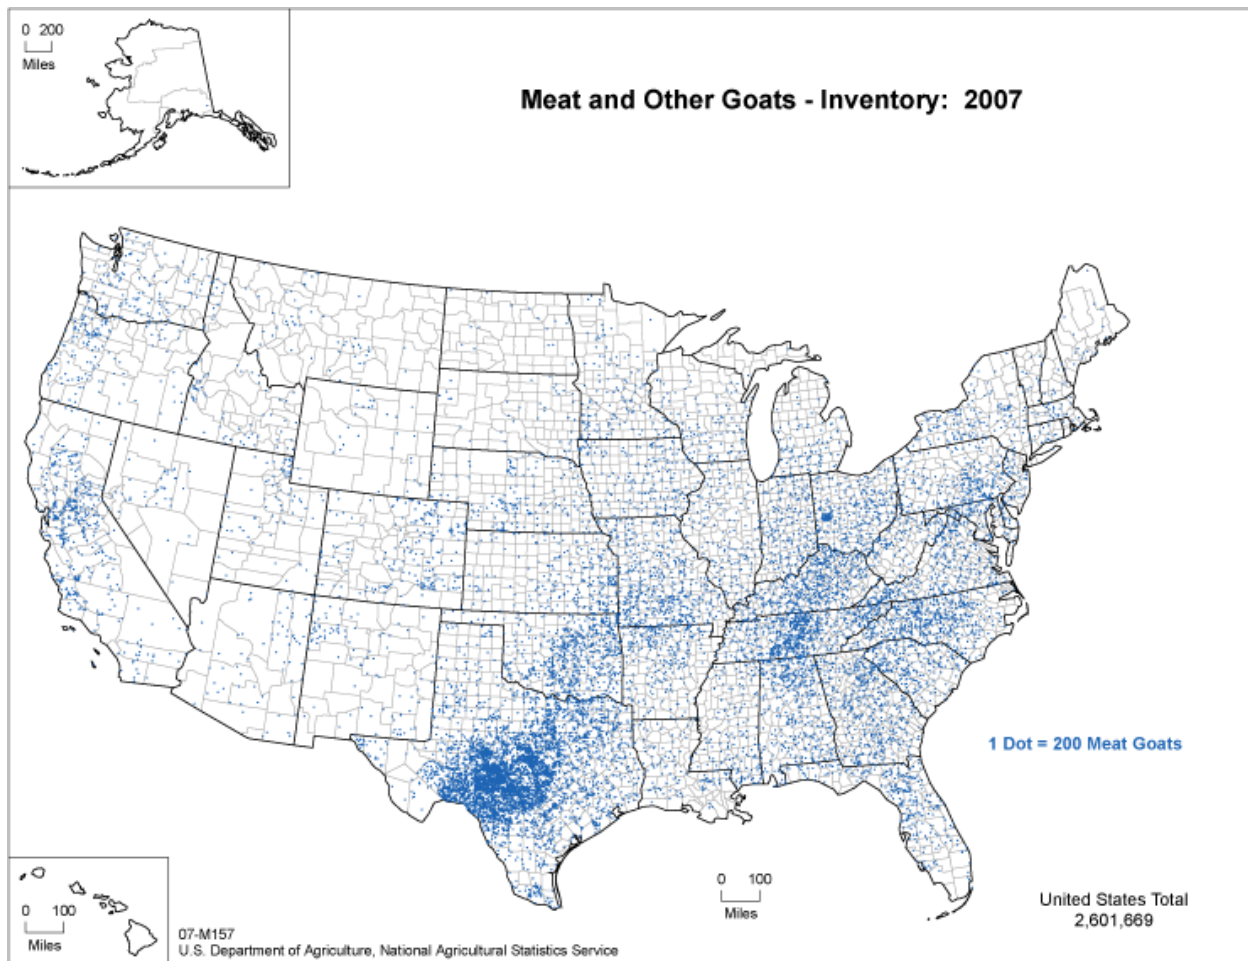 0 200
Miles
Meat and Other Goats - Inventory: 2007
1 Dot = 200 Meat Goats
0 100
Miles
0 100
Miles
United States Total
2,601,669
07-M157
U.S. Department of Agriculture, National Agricultural Statistics Service